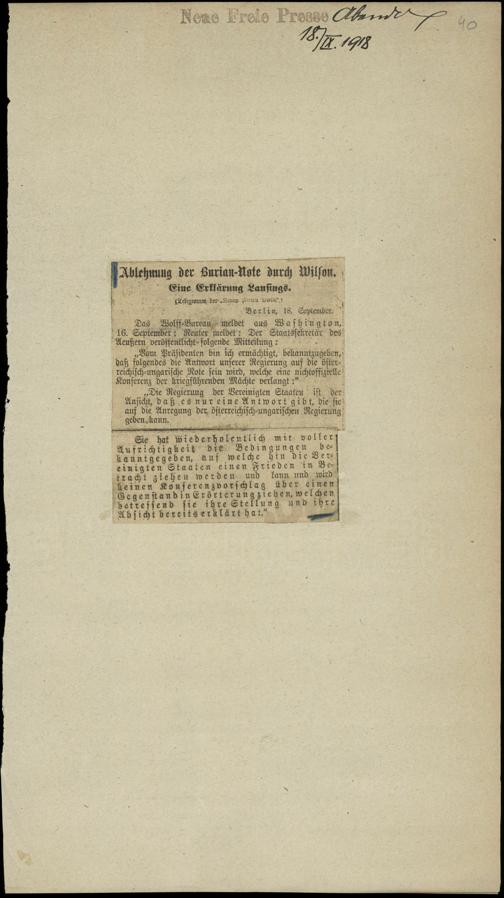 Neue Freie Presse
40
18./IX. 1918
Ablehnung der Burian-Note durch Wilson.
Eine Erklärung Lansings.
(Telegramm der „Neuen Freien Presse“.)
Berlin, 18. September.
Das Wolff-Bureau meldet aus Washington,
16. September: Reuter meldet: Der Staatssekretär des
Aeußern veröffentlicht folgende Mitteilung:
„Vom Präsidenten bin ich ermächtigt, bekanntzugeben,
daß folgendes die Antwort unserer Regierung auf die öster-
reichisch-ungarische Note sein wird, welche eine nichtoffizielle
Konferenz der kriegführenden Mächte verlangt:“
„Die Regierung der Vereinigten Staaten ist der
Ansicht, daß es nur eine Antwort gibt, die sie
auf die Anregung der österreichisch-ungarischen Regierung
geben kann.
Sie hat wiederholentlich mit voller
Aufrichtigkeit die Bedingungen be-
kanntgegeben, auf welche hin die Ver-
einigten Staaten einen Frieden in Be-
tracht ziehen werden und kann und wird
keinen Konferenzvorschlag über einen
Gegenstand in Erörterung ziehen, welchen
betreffend sie ihre Stellung und ihre
Absicht bereits erklärt hat.“